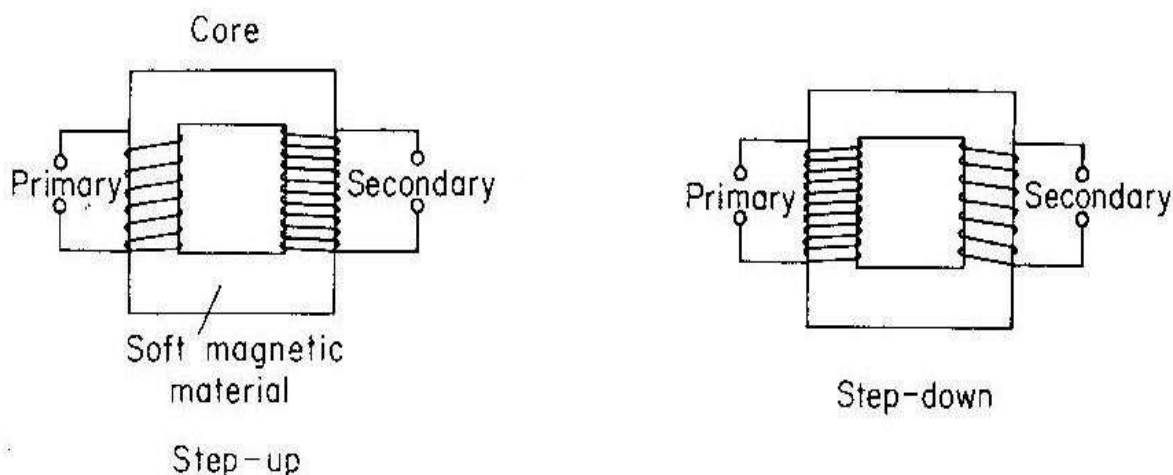 Core
Primary
Secondary
Soft magnetic
material
Step-up
Primary
Secondary
Step-down